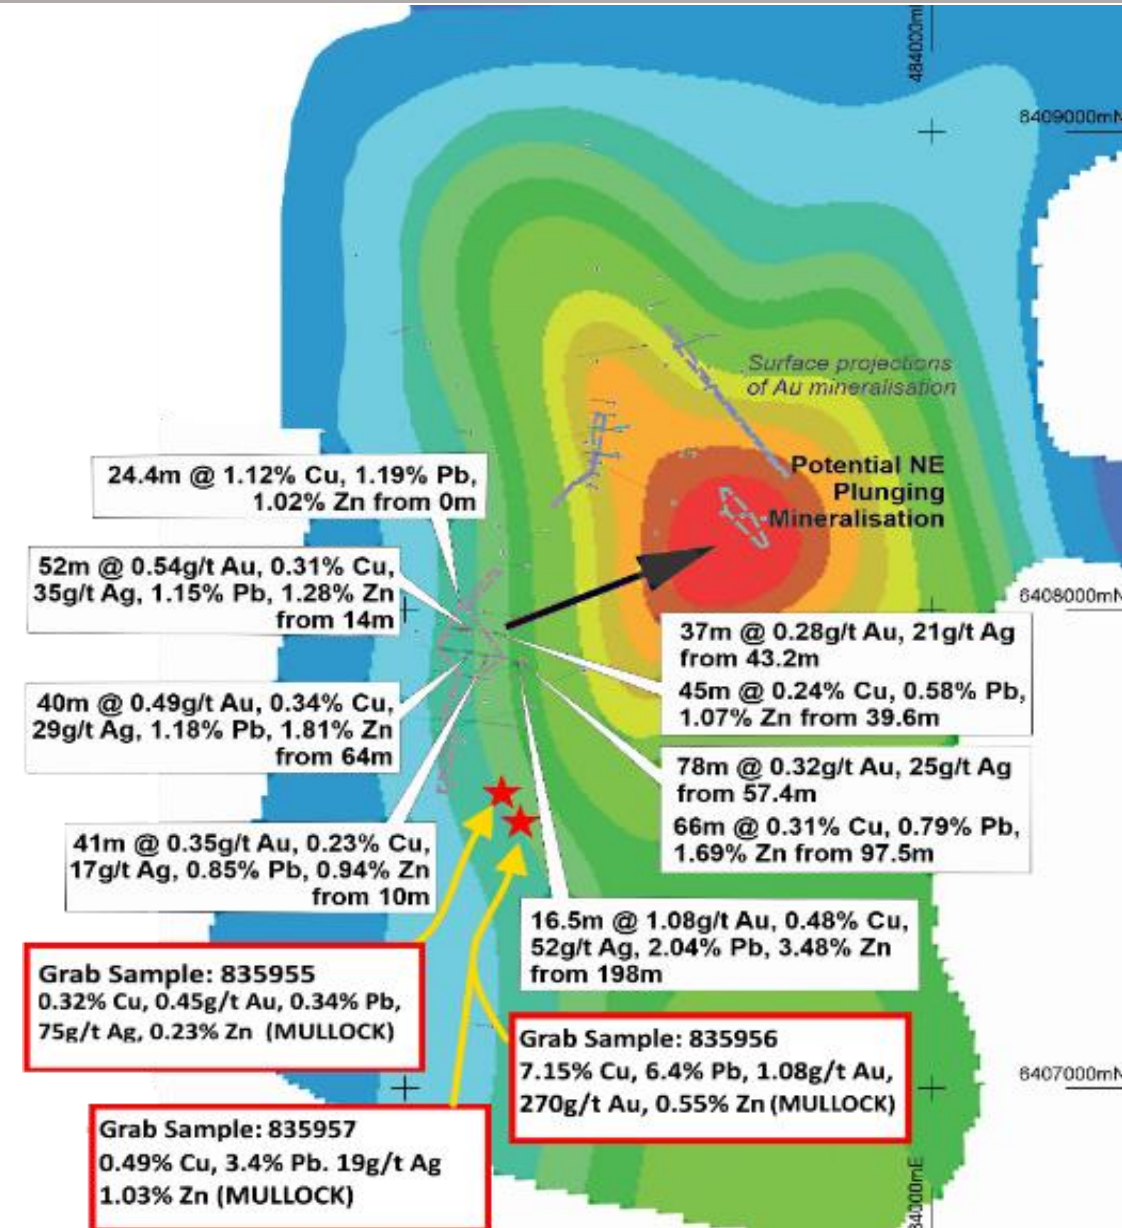 484000mE
8409000mN
Surface projections
of Au mineralisation
Potential NE
Plunging
Mineralisation
24.4m @ 1.12% Cu, 1.19% Pb,
1.02% Zn from 0m
52m @ 0.54g/t Au, 0.31% Cu,
35g/t Ag, 1.15% Pb, 1.28% Zn
from 14m
6408000mN
37m @ 0.28g/t Au, 21g/t Ag
from 43.2m
45m @ 0.24% Cu, 0.58% Pb,
1.07% Zn from 39.6m
40m @ 0.49g/t Au, 0.34% Cu,
29g/t Ag, 1.18% Pb, 1.81% Zn
from 64m
78m @ 0.32g/t Au, 25g/t Ag
from 57.4m
66m @ 0.31% Cu, 0.79% Pb,
1.69% Zn from 97.5m
41m @ 0.35g/t Au, 0.23% Cu,
17g/t Ag, 0.85% Pb, 0.94% Zn
from 10m
16.5m @ 1.08g/t Au, 0.48% Cu,
52g/t Ag, 2.04% Pb, 3.48% Zn
from 198m
Grab Sample: 835955
0.32% Cu, 0.45g/t Au, 0.34% Pb,
75g/t Ag, 0.23% Zn (MULLOCK)
Grab Sample: 835956
7.15% Cu, 6.4% Pb, 1.08g/t Au,
270g/t Au, 0.55% Zn (MULLOCK)
6407000mN
Grab Sample: 835957
0.49% Cu, 3.4% Pb. 19g/t Ag
1.03% Zn (MULLOCK)
84000mE